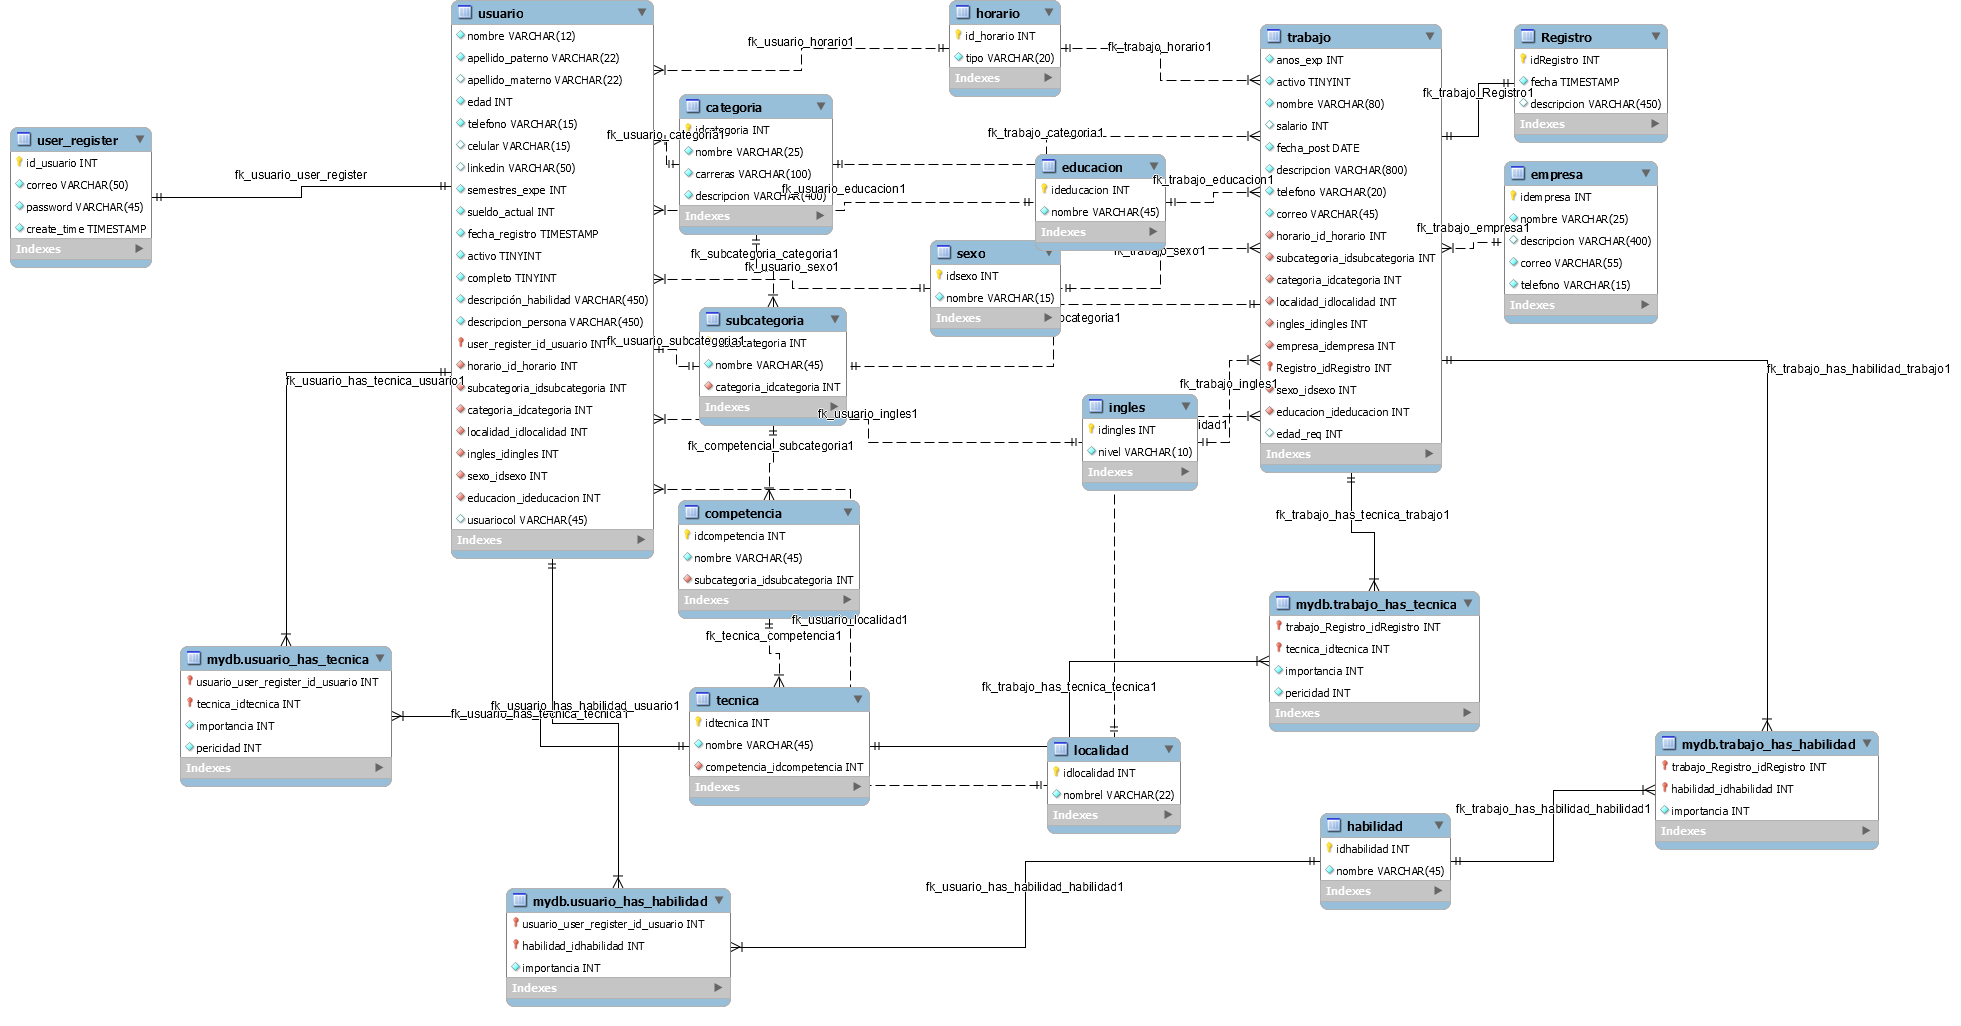 usuario
nombre VARCHAR(12)
apellido_paterno VARCHAR(22)
apellido_materno VARCHAR(22)
edad INT
telefono VARCHAR(15)
celular VARCHAR(15)
linkedin VARCHAR(50)
semestres_expe INT
sueldo_actual INT
fecha_registro TIMESTAMP
activo TINYINT
completo TINYINT
descripción_habilidad VARCHAR(450)
descripcion_persona VARCHAR(450)
user_register_id_usuario INT
horario_id_horario INT
subcategoria_idsubcategoria INT
categoria_idcategoria INT
localidad_idlocalidad INT
ingles_idingles INT
sexo_idsexo INT
educacion_ideducacion INT
usuariocol VARCHAR(45)
Indexes
user_register
id_usuario INT
correo VARCHAR(50)
password VARCHAR(45)
create_time TIMESTAMP
Indexes
fk_usuario_user_register
horario
id_horario INT
tipo VARCHAR(20)
Indexes
fk_usuario_horario1
fk_trabajo_horario1
categoria
idcategoria INT
nombre VARCHAR(25)
carreras VARCHAR(100)
descripcion VARCHAR(400)
Indexes
fk_usuario_categoria1
fk_trabajo_categoria1
fk_usuario_educacion1
fk_trabajo_educacion1
educacion
ideducacion INT
nombre VARCHAR(45)
Indexes
fk_subcategoria_categoria1
fk_usuario_sexo1
fk_trabajo_sexo1
sexo
idsexo INT
nombre VARCHAR(15)
Indexes
subcategoria
nombre VARCHAR(45)
categoria_idcategoria INT
Indexes
fk_usuario_subcategoria1
bcategoria1
trabajo
anos_exp INT
activo TINYINT
nombre VARCHAR(80)
salario INT
fecha_post DATE
descripcion VARCHAR(800)
telefono VARCHAR(20)
correo VARCHAR(45)
horario_id_horario INT
subcategoria_idsubcategoria INT
categoria_idcategoria INT
localidad_idlocalidad INT
ingles_idingles INT
empresa_idempresa INT
Registro_idRegistro INT
sexo_idsexo INT
educacion_ideducacion INT
edad_req INT
Indexes
Registro
idRegistro INT
fecha TIMESTAMP
descripcion VARCHAR(450)
Indexes
fk_trabajo_Registro1
empresa
idempresa INT
nombre VARCHAR(25)
descripcion VARCHAR(400)
correo VARCHAR(55)
telefono VARCHAR(15)
Indexes
fk_trabajo_empresa1
fk_trabajo_ingles1
fk_usuario_ingles1
ingles
idingles INT
nivel VARCHAR(10)
Indexes
idad1
fk_competencia_subcategoria1
competencia
idcompetencia INT
nombre VARCHAR(45)
subcategoria_idsubcategoria INT
Indexes
fk_usuario_localidad1
fk_tecnica_competencia1
tecnica
idtecnica INT
nombre VARCHAR(45)
competencia_idcompetencia INT
Indexes
localidad
idlocalidad INT
nombrel VARCHAR(22)
Indexes
fk_usuario_has_tecnica_usuario1
mydb.usuario_has_tecnica
usuario_user_register_id_usuario INT
tecnica_idtecnica INT
importancia INT
pericidad INT
Indexes
fk_usuario_has_tecnica_tecnica1
fk_usuario_has_habilidad_usuario1
fk_trabajo_has_tecnica_tecnica1
fk_trabajo_has_tecnica_trabajo1
mydb.trabajo_has_tecnica
trabajo_Registro_idRegistro INT
tecnica_idtecnica INT
importancia INT
pericidad INT
Indexes
fk_trabajo_has_habilidad_trabajo1
mydb.trabajo_has_habilidad
trabajo_Registro_idRegistro INT
habilidad_idhabilidad INT
importancia INT
Indexes
fk_trabajo_has_habilidad_habilidad1
habilidad
idhabilidad INT
nombre VARCHAR(45)
Indexes
fk_usuario_has_habilidad_habilidad1
mydb.usuario_has_habilidad
usuario_user_register_id_usuario INT
habilidad_idhabilidad INT
importancia INT
Indexes